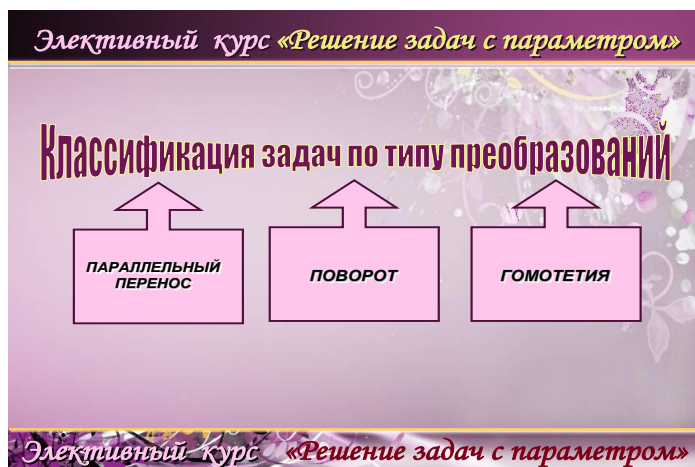 Элективный курс «Решение задач с параметром»
Классификация задач по типу преобразований
ПАРАЛЛЕЛЬНЫЙ
ПЕРЕНОС
ПОВОРОТ
ГОМОТЕТИЯ
Элективный курс «Решение задач с параметром»